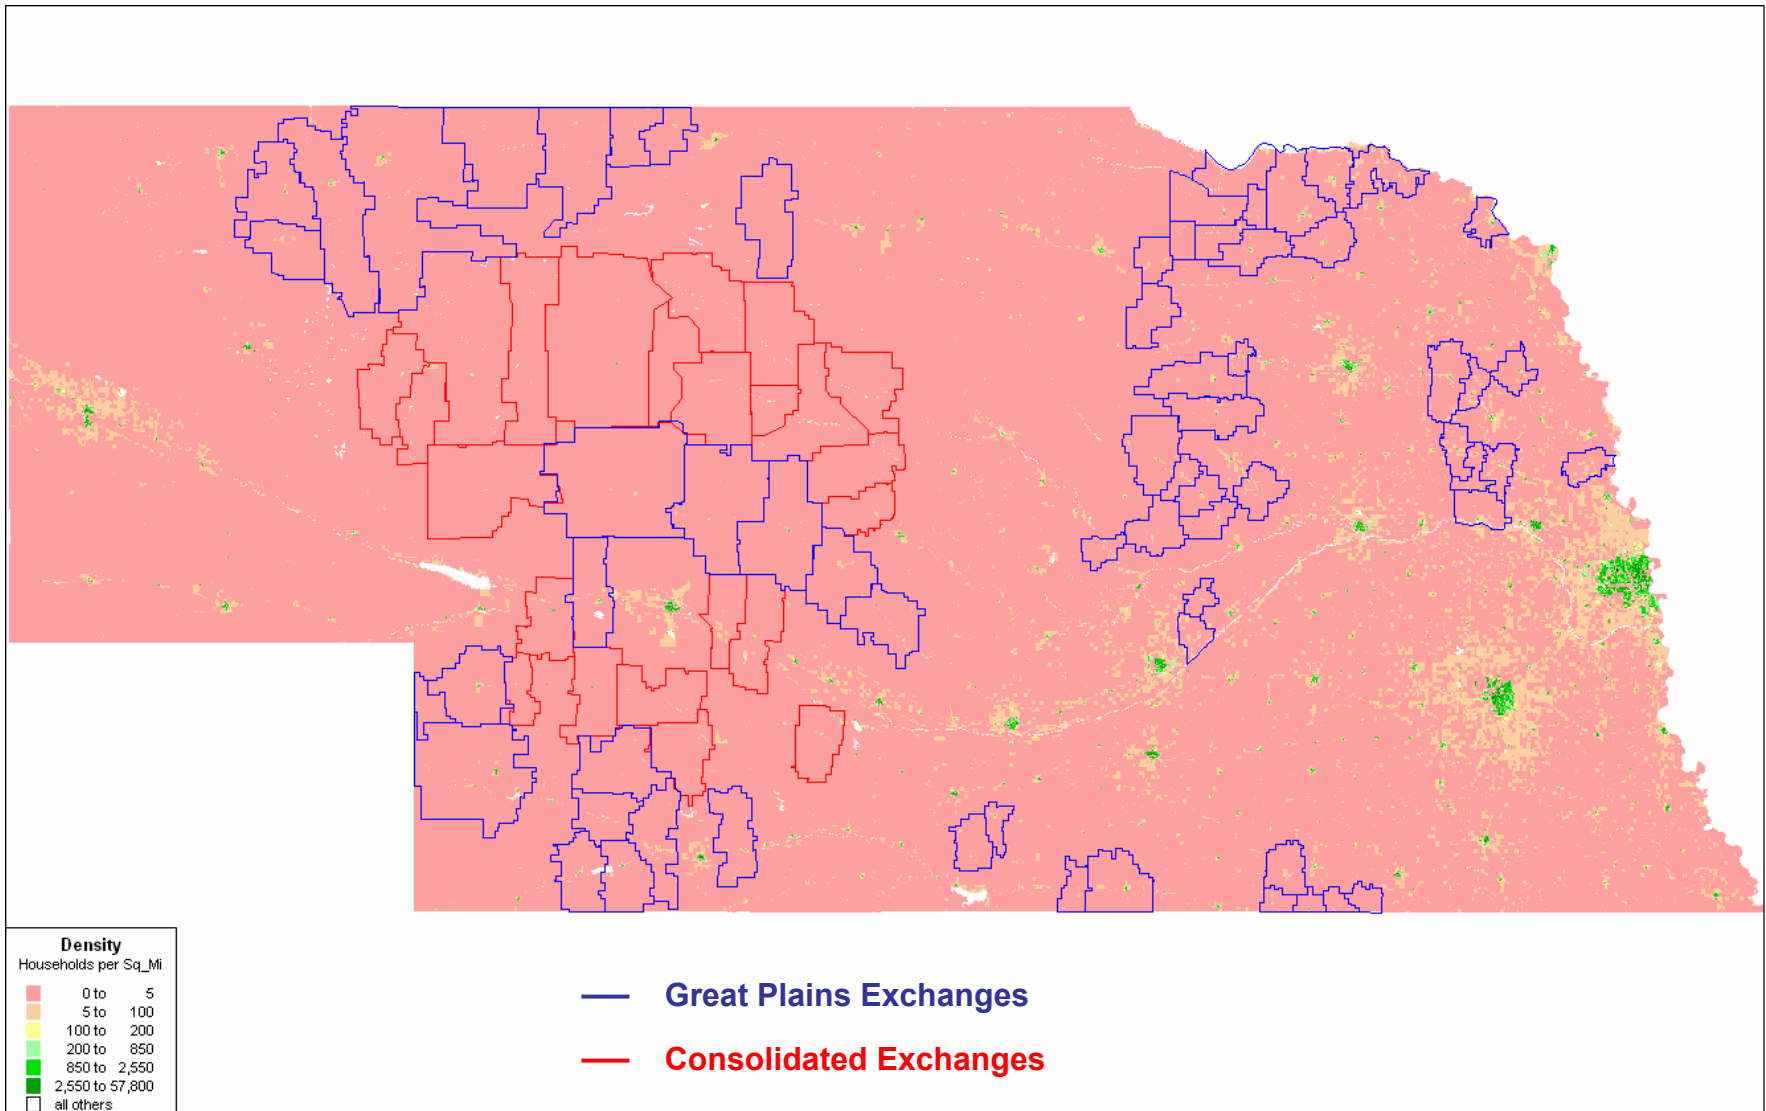 Density
Households per Sq_Mi
0 to 5
5 to 100
100 to 200
200 to 850
850 to 2,550
2,550 to 57,800
all others
Great Plains Exchanges
Consolidated Exchanges